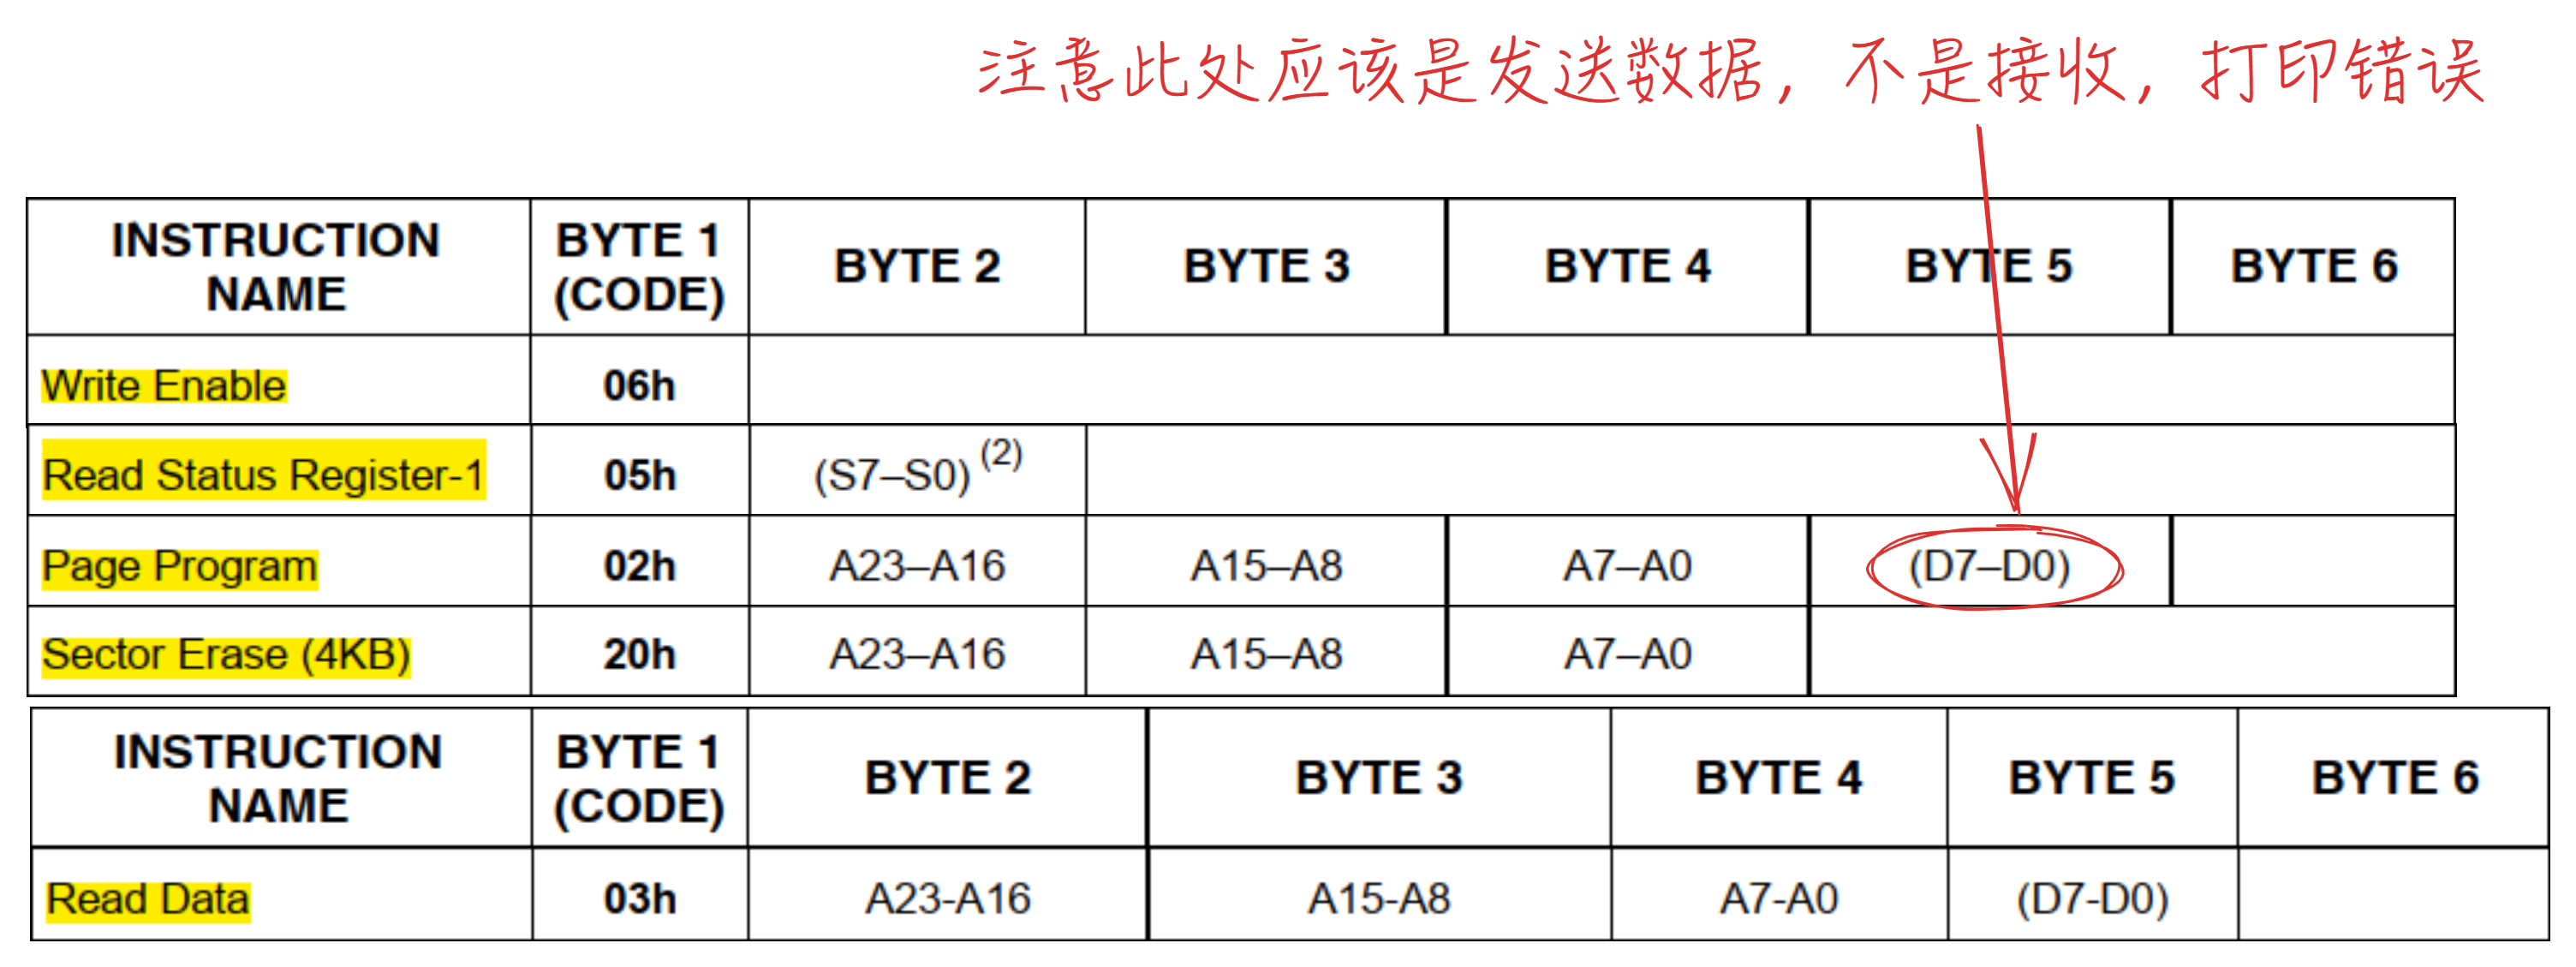 注意此处应该是发送数据，不是接收，打印错误
INSTRUCTION NAME BYTE 1 (CODE) BYTE 2 BYTE 3 BYTE 4 BYTE 5 BYTE 6
Write Enable 06h
Read Status Register-1 05h (S7–S0) (2)
Page Program 02h A23–A16 A15–A8 A7–A0 (D7–D0)
Sector Erase (4KB) 20h A23–A16 A15–A8 A7–A0
INSTRUCTION NAME BYTE 1 (CODE) BYTE 2 BYTE 3 BYTE 4 BYTE 5 BYTE 6
Read Data 03h A23-A16 A15-A8 A7-A0 (D7-D0)